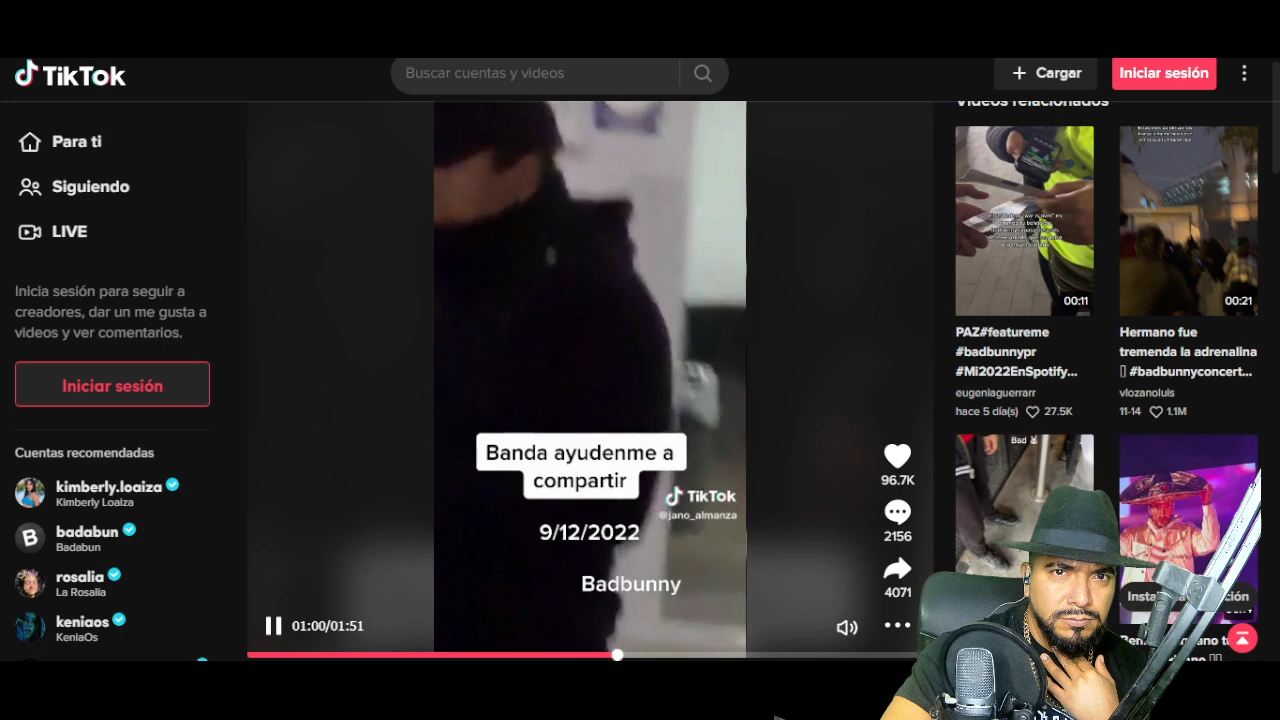 TikTok
Buscar cuentas y videos
Cargar
Iniciar sesión
Para ti
Siguiendo
LIVE
Inicia sesión para seguir a
creadores, dar un me gusta a
videos y ver comentarios.
Iniciar sesión
Cuentas recomendadas
kimberly.loaiza
Kimberly Loaiza
badabun
Badabun
rosalia
La Rosalia
keniaos
KeniaOs
Banda ayudenme a
compartir
TikTok
@jano_almanza
9/12/2022
Badbunny
01:00/01:51
96.7K
2156
4071
Videos relacionados
00:11
PAZ#featureme
#badbunnypr
#Mi2022EnSpotify...
eugeniaguerrarr
hace 5 día(s)
27.5K
00:21
Hermano fue
tremenda la adrenalina
#badbunnyconcert...
vlozanoluis
11-14
1.1M
Bad